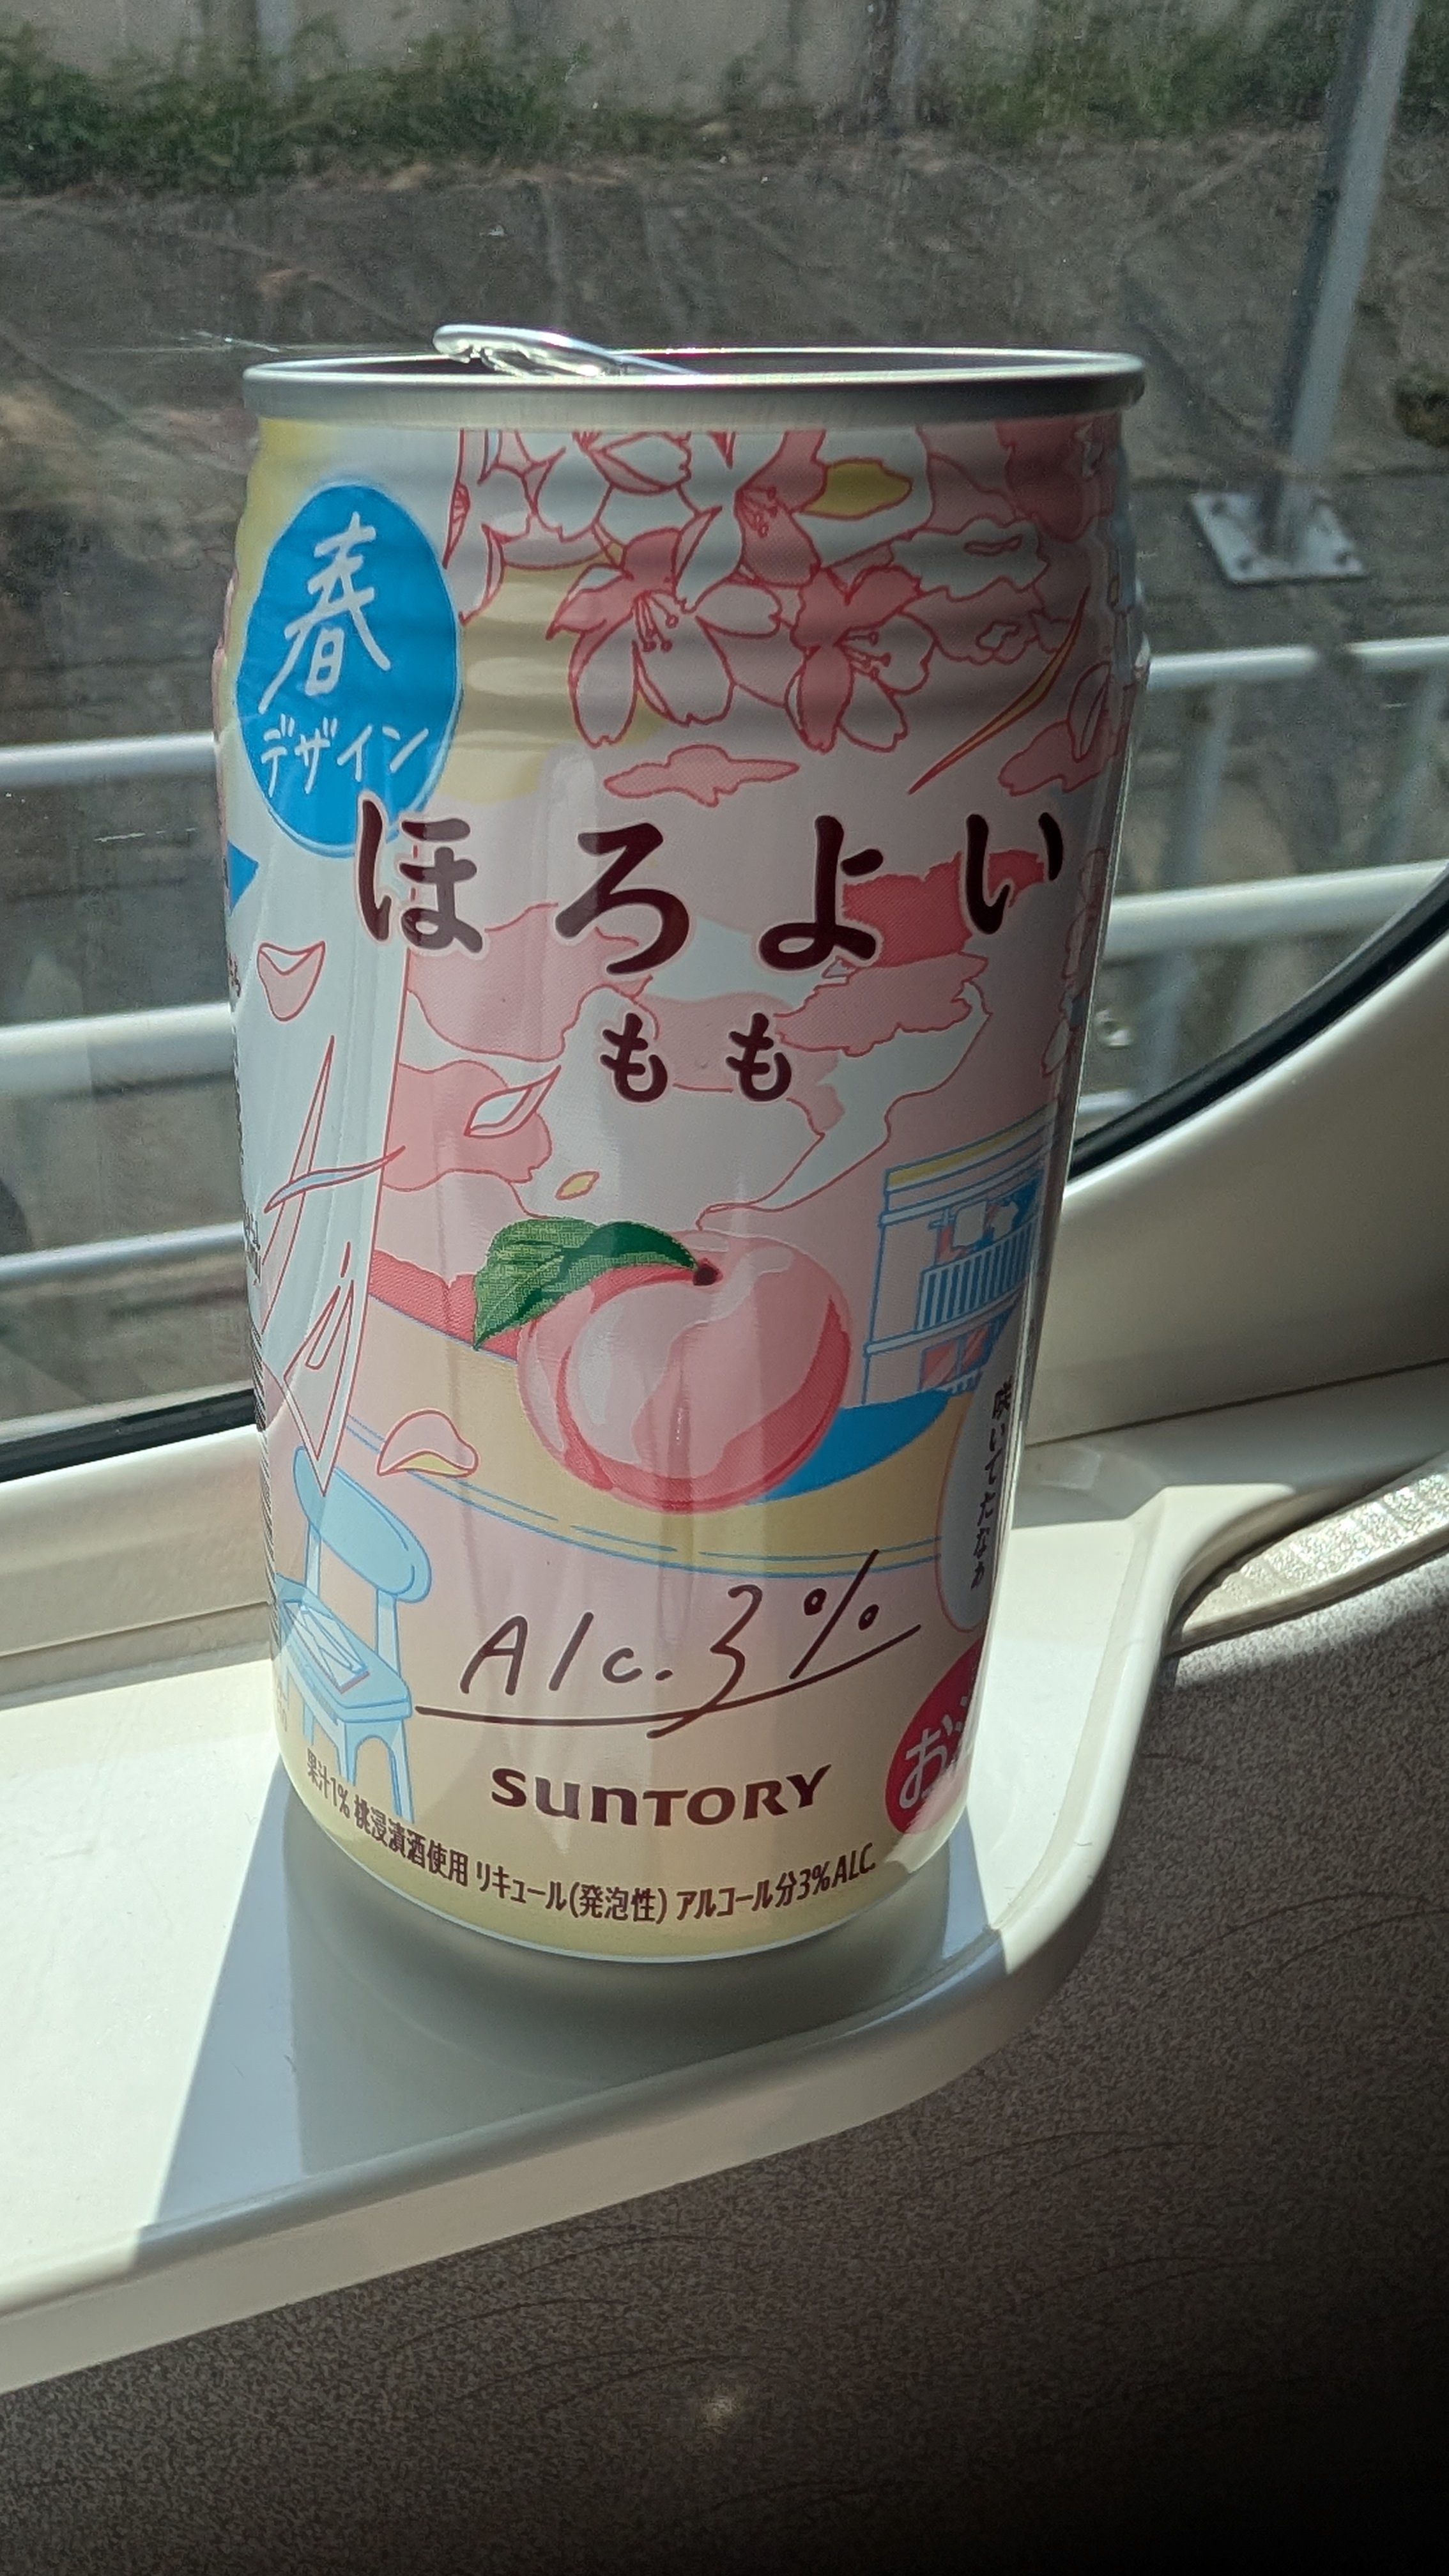 春
デザイン
ほろよい
もも
咲いてたなぁ
Alc.3%
お
SUNTORY
果汁1% 桃浸漬酒使用 リキュール(発泡性) アルコール分3%ALC.